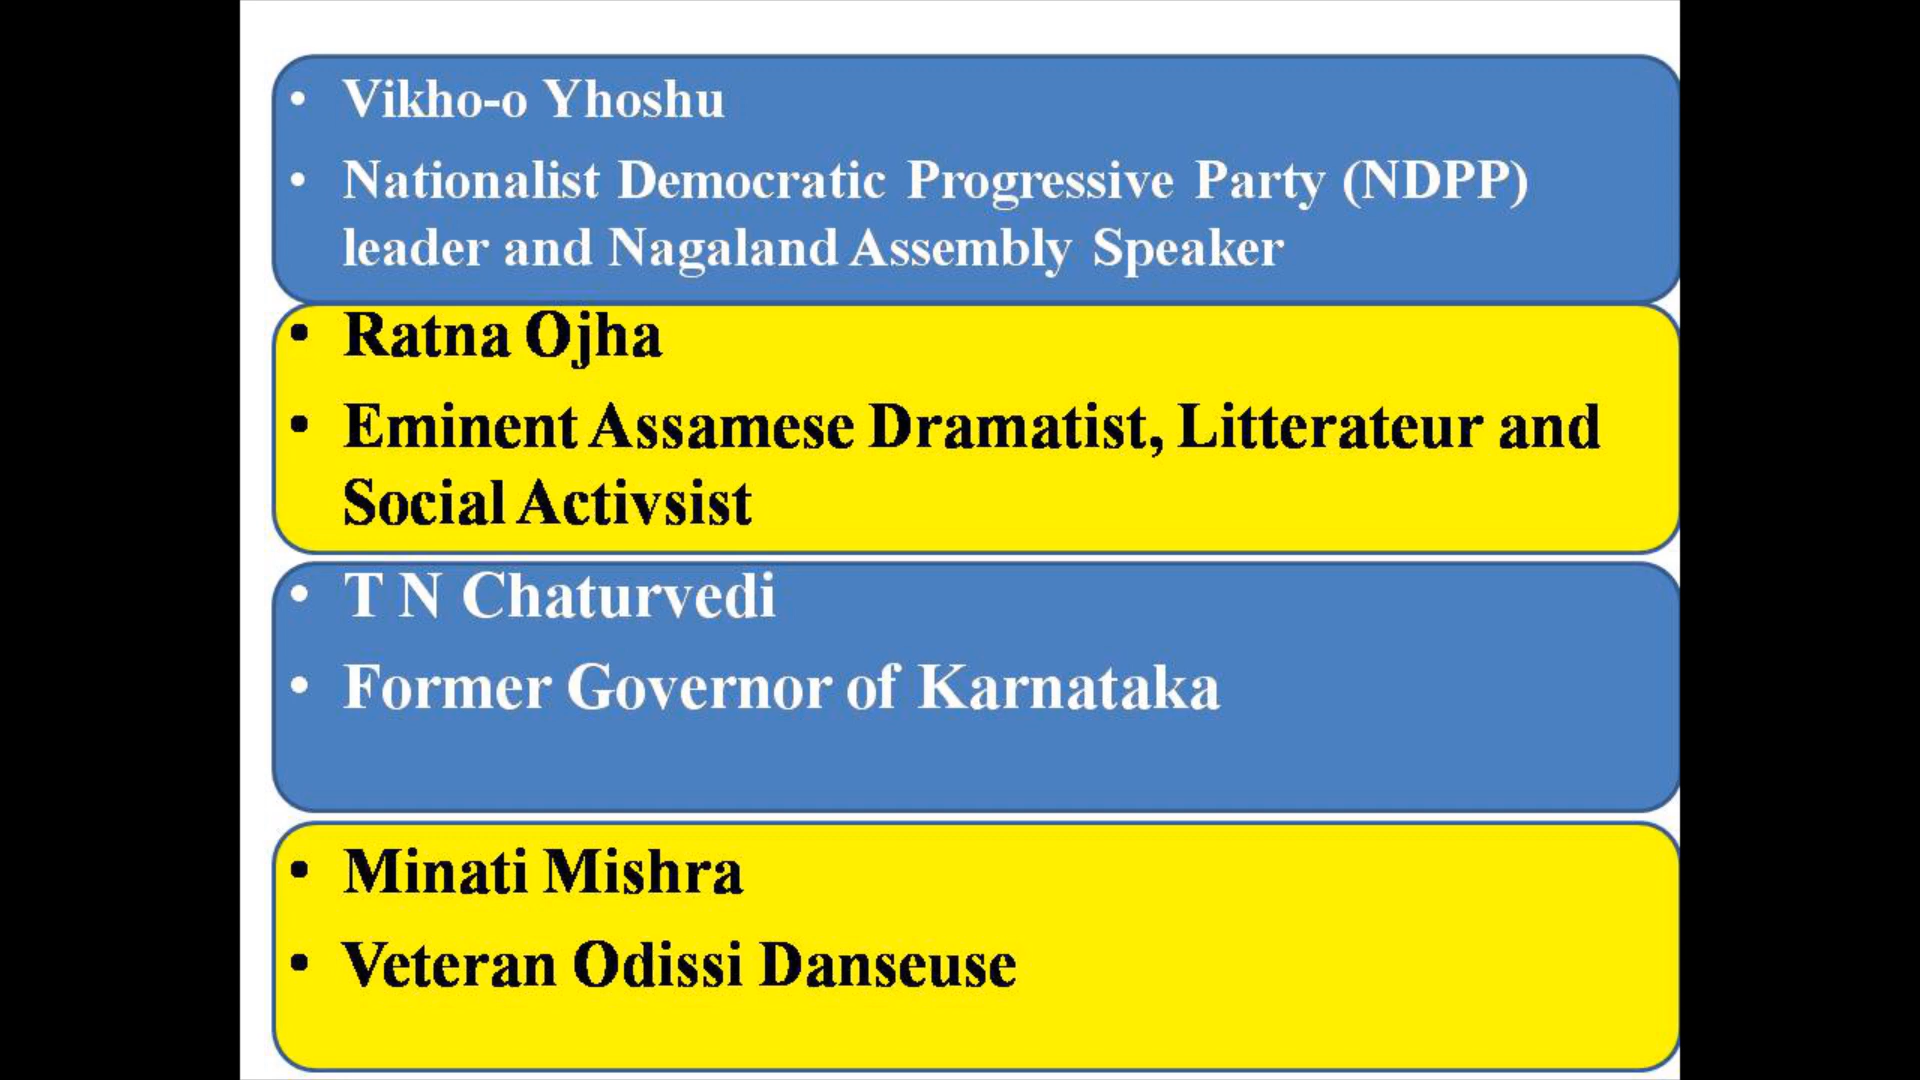 • Vikho-o Yhoshu
• Nationalist Democratic Progressive Party (NDPP)
leader and Nagaland Assembly Speaker
• Ratna Ojha
• Eminent Assamese Dramatist, Litterateur and
Social Activsist
• T N Chaturvedi
• Former Governor of Karnataka
• Minati Mishra
• Veteran Odissi Danseuse